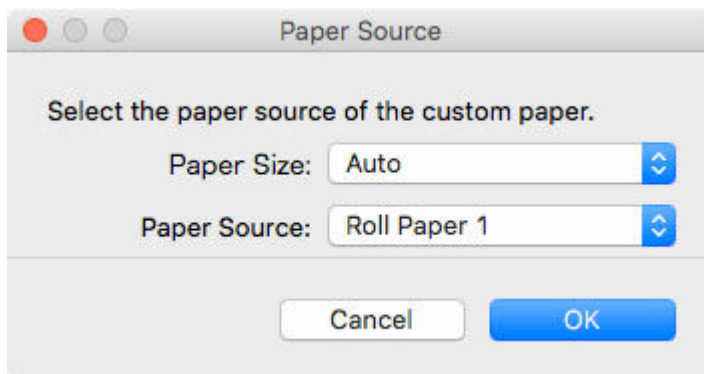 Paper Source
Select the paper source of the custom paper.
Paper Size: Auto
Paper Source: Roll Paper 1
Cancel OK